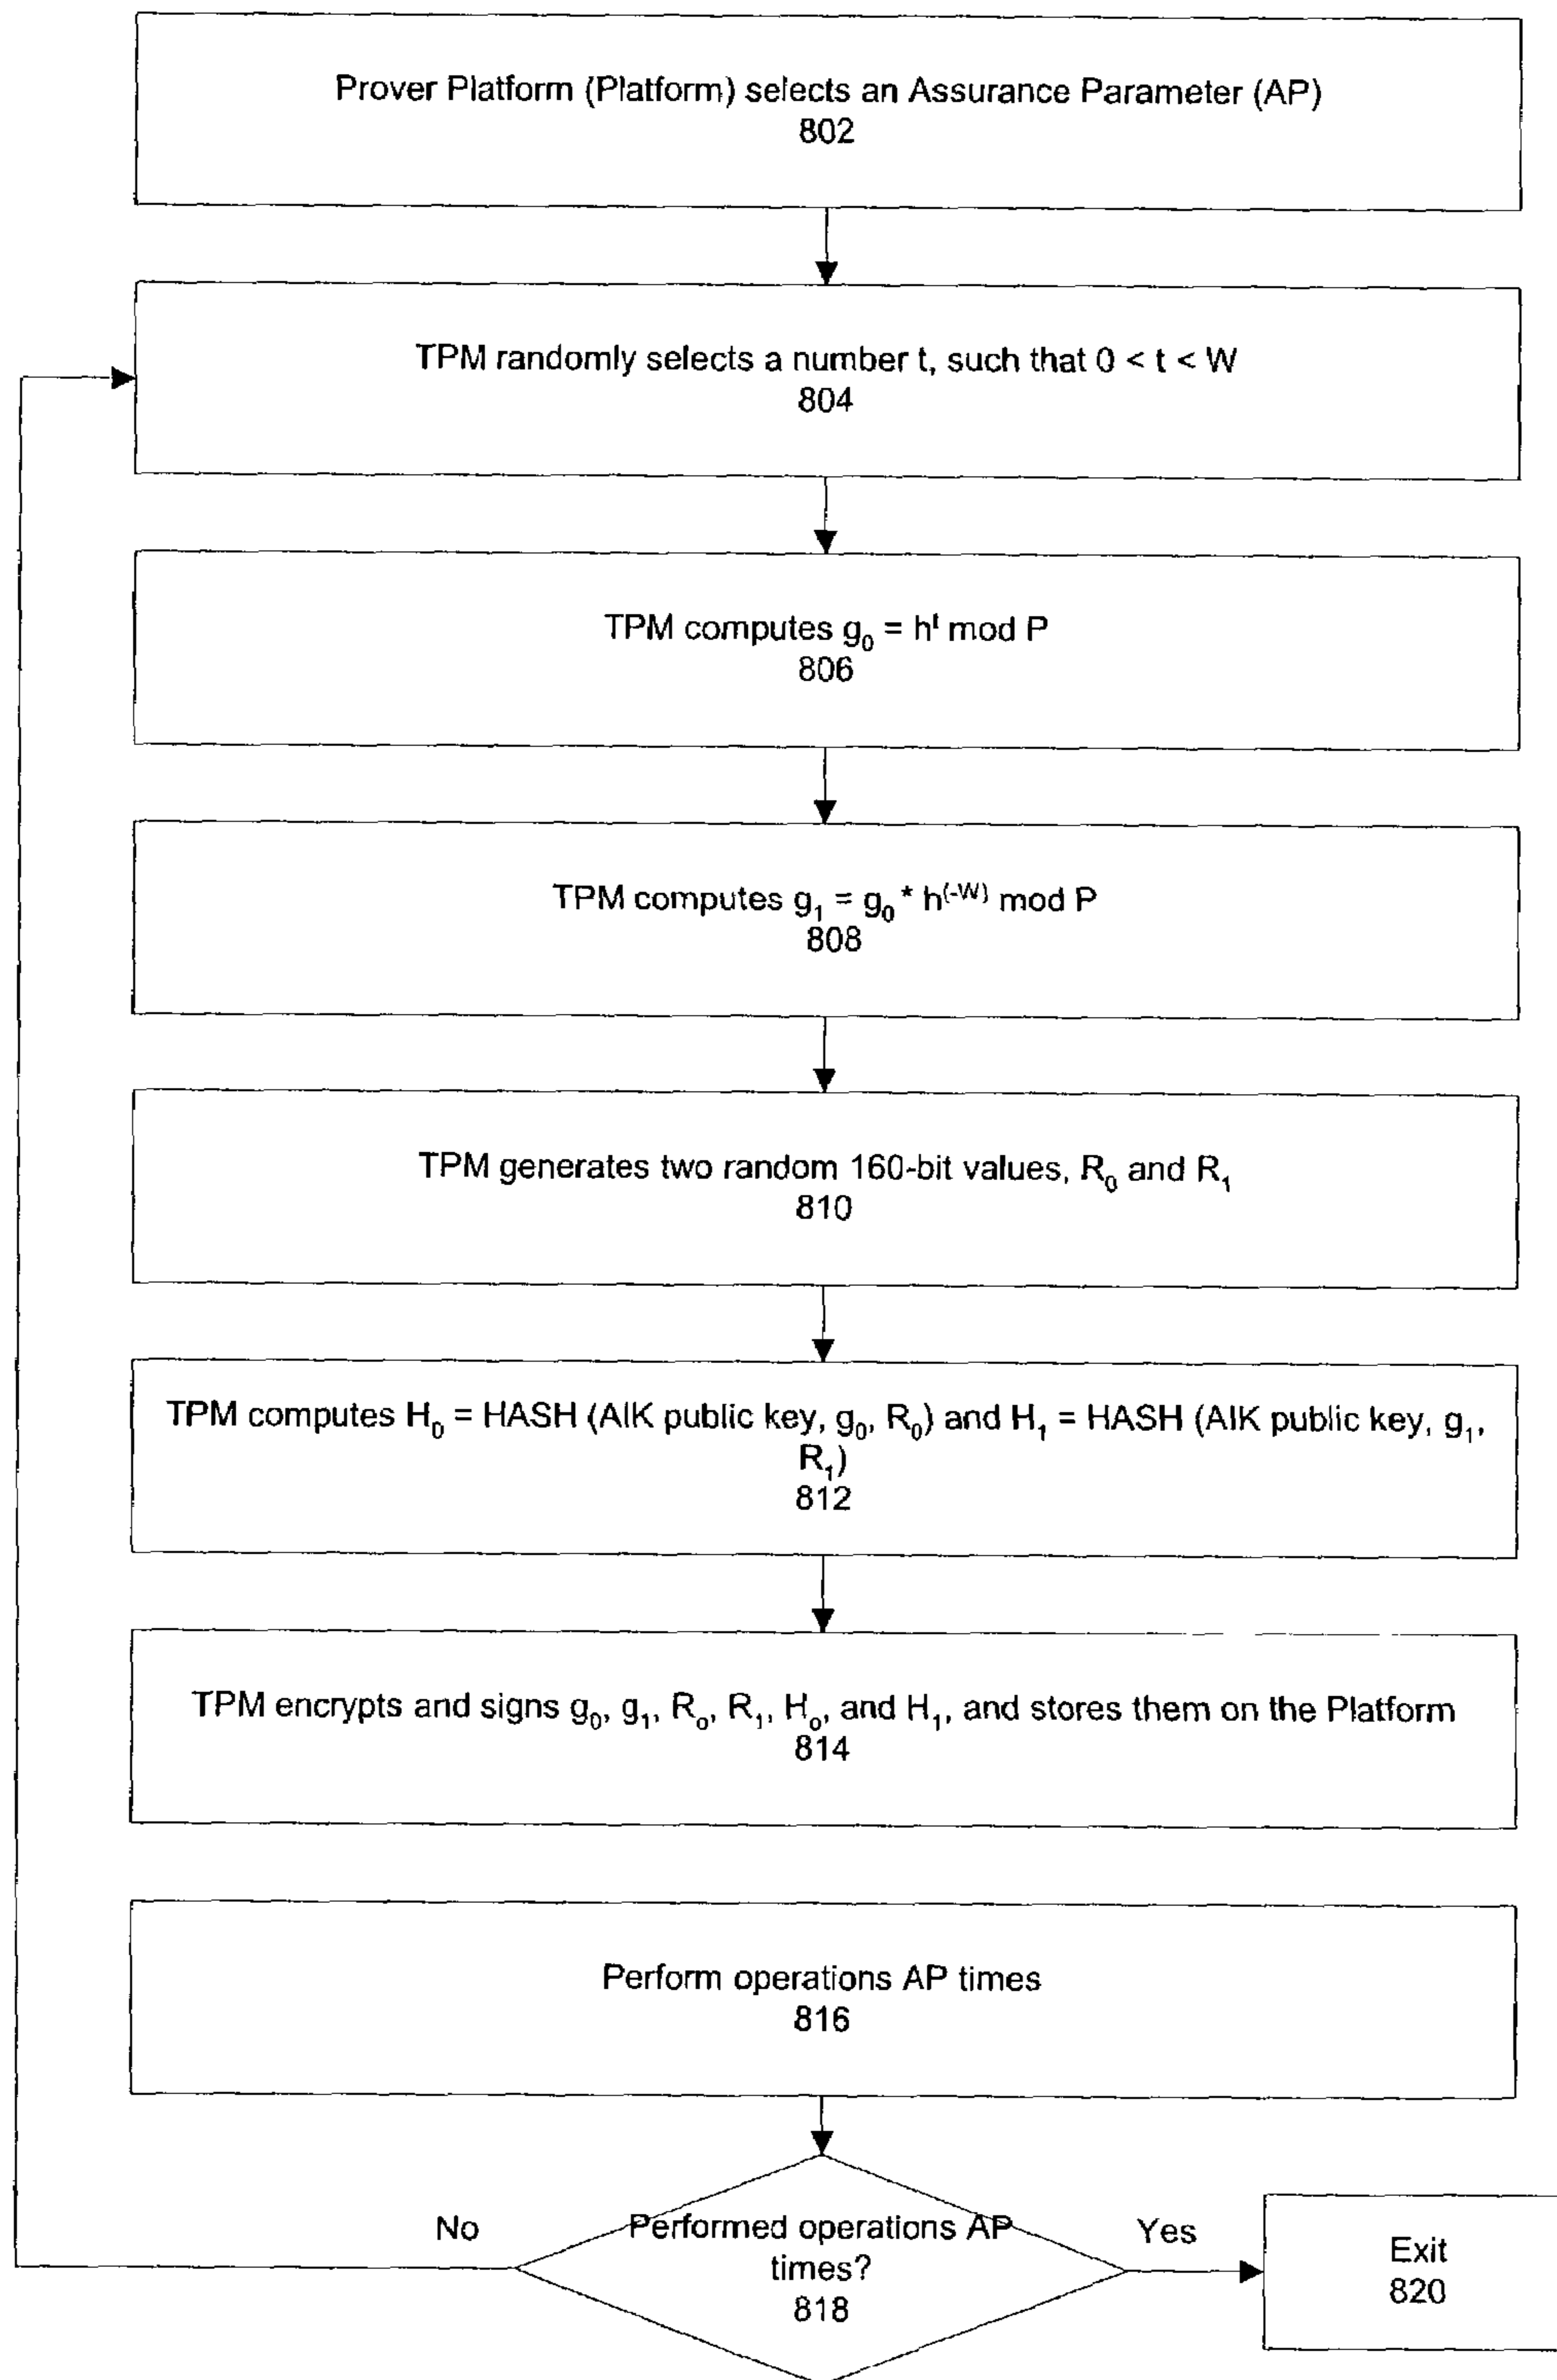 Prover Platform (Platform) selects an Assurance Parameter (AP)
802
TPM randomly selects a number t, such that 0 < t < W
804
TPM computes g₀ = hᵗ mod P
806
TPM computes g₁ = g₀ * h⁽⁻ᵂ⁾ mod P
808
TPM generates two random 160-bit values, R₀ and R₁
810
TPM computes H₀ = HASH (AIK public key, g₀, R₀) and H₁ = HASH (AIK public key, g₁,
R₁)
812
TPM encrypts and signs g₀, g₁, Rₒ, R₁, Hₒ, and H₁, and stores them on the Platform
814
Perform operations AP times
816
No
Performed operations AP
times?
818
Yes
Exit
820